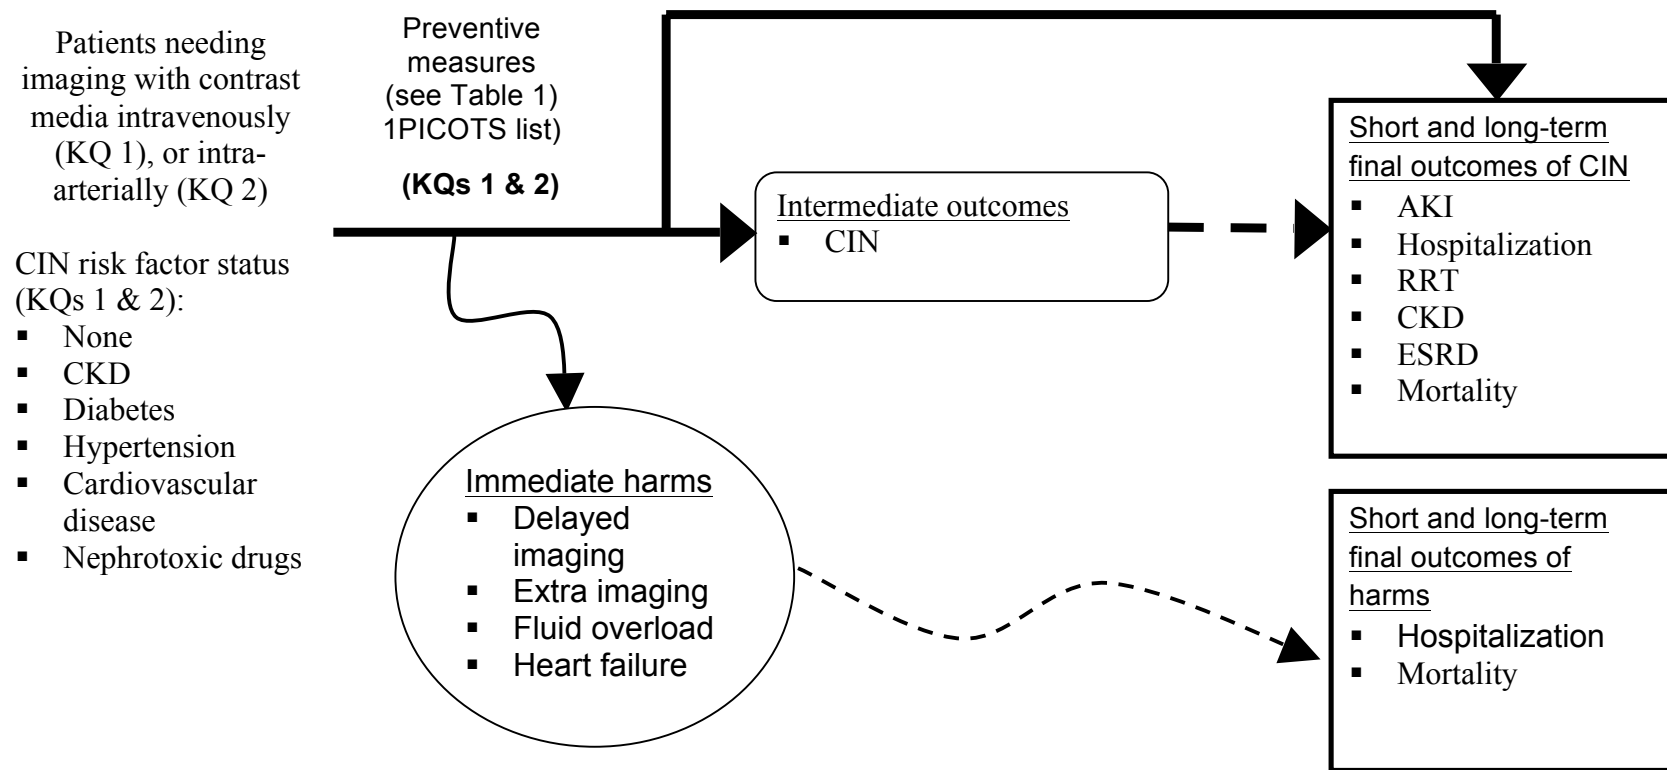 Patients needing
imaging with contrast
media intravenously
(KQ 1), or intra-
arterially (KQ 2)
CIN risk factor status
(KQs 1 & 2):
▪ None
▪ CKD
▪ Diabetes
▪ Hypertension
▪ Cardiovascular
disease
▪ Nephrotoxic drugs
Preventive
measures
(see Table 1)
1PICOTS list)
(KQs 1 & 2)
Intermediate outcomes
▪ CIN
Immediate harms
▪ Delayed
imaging
▪ Extra imaging
▪ Fluid overload
▪ Heart failure
Short and long-term
final outcomes of CIN
▪ AKI
▪ Hospitalization
▪ RRT
▪ CKD
▪ ESRD
▪ Mortality
Short and long-term
final outcomes of
harms
▪ Hospitalization
▪ Mortality